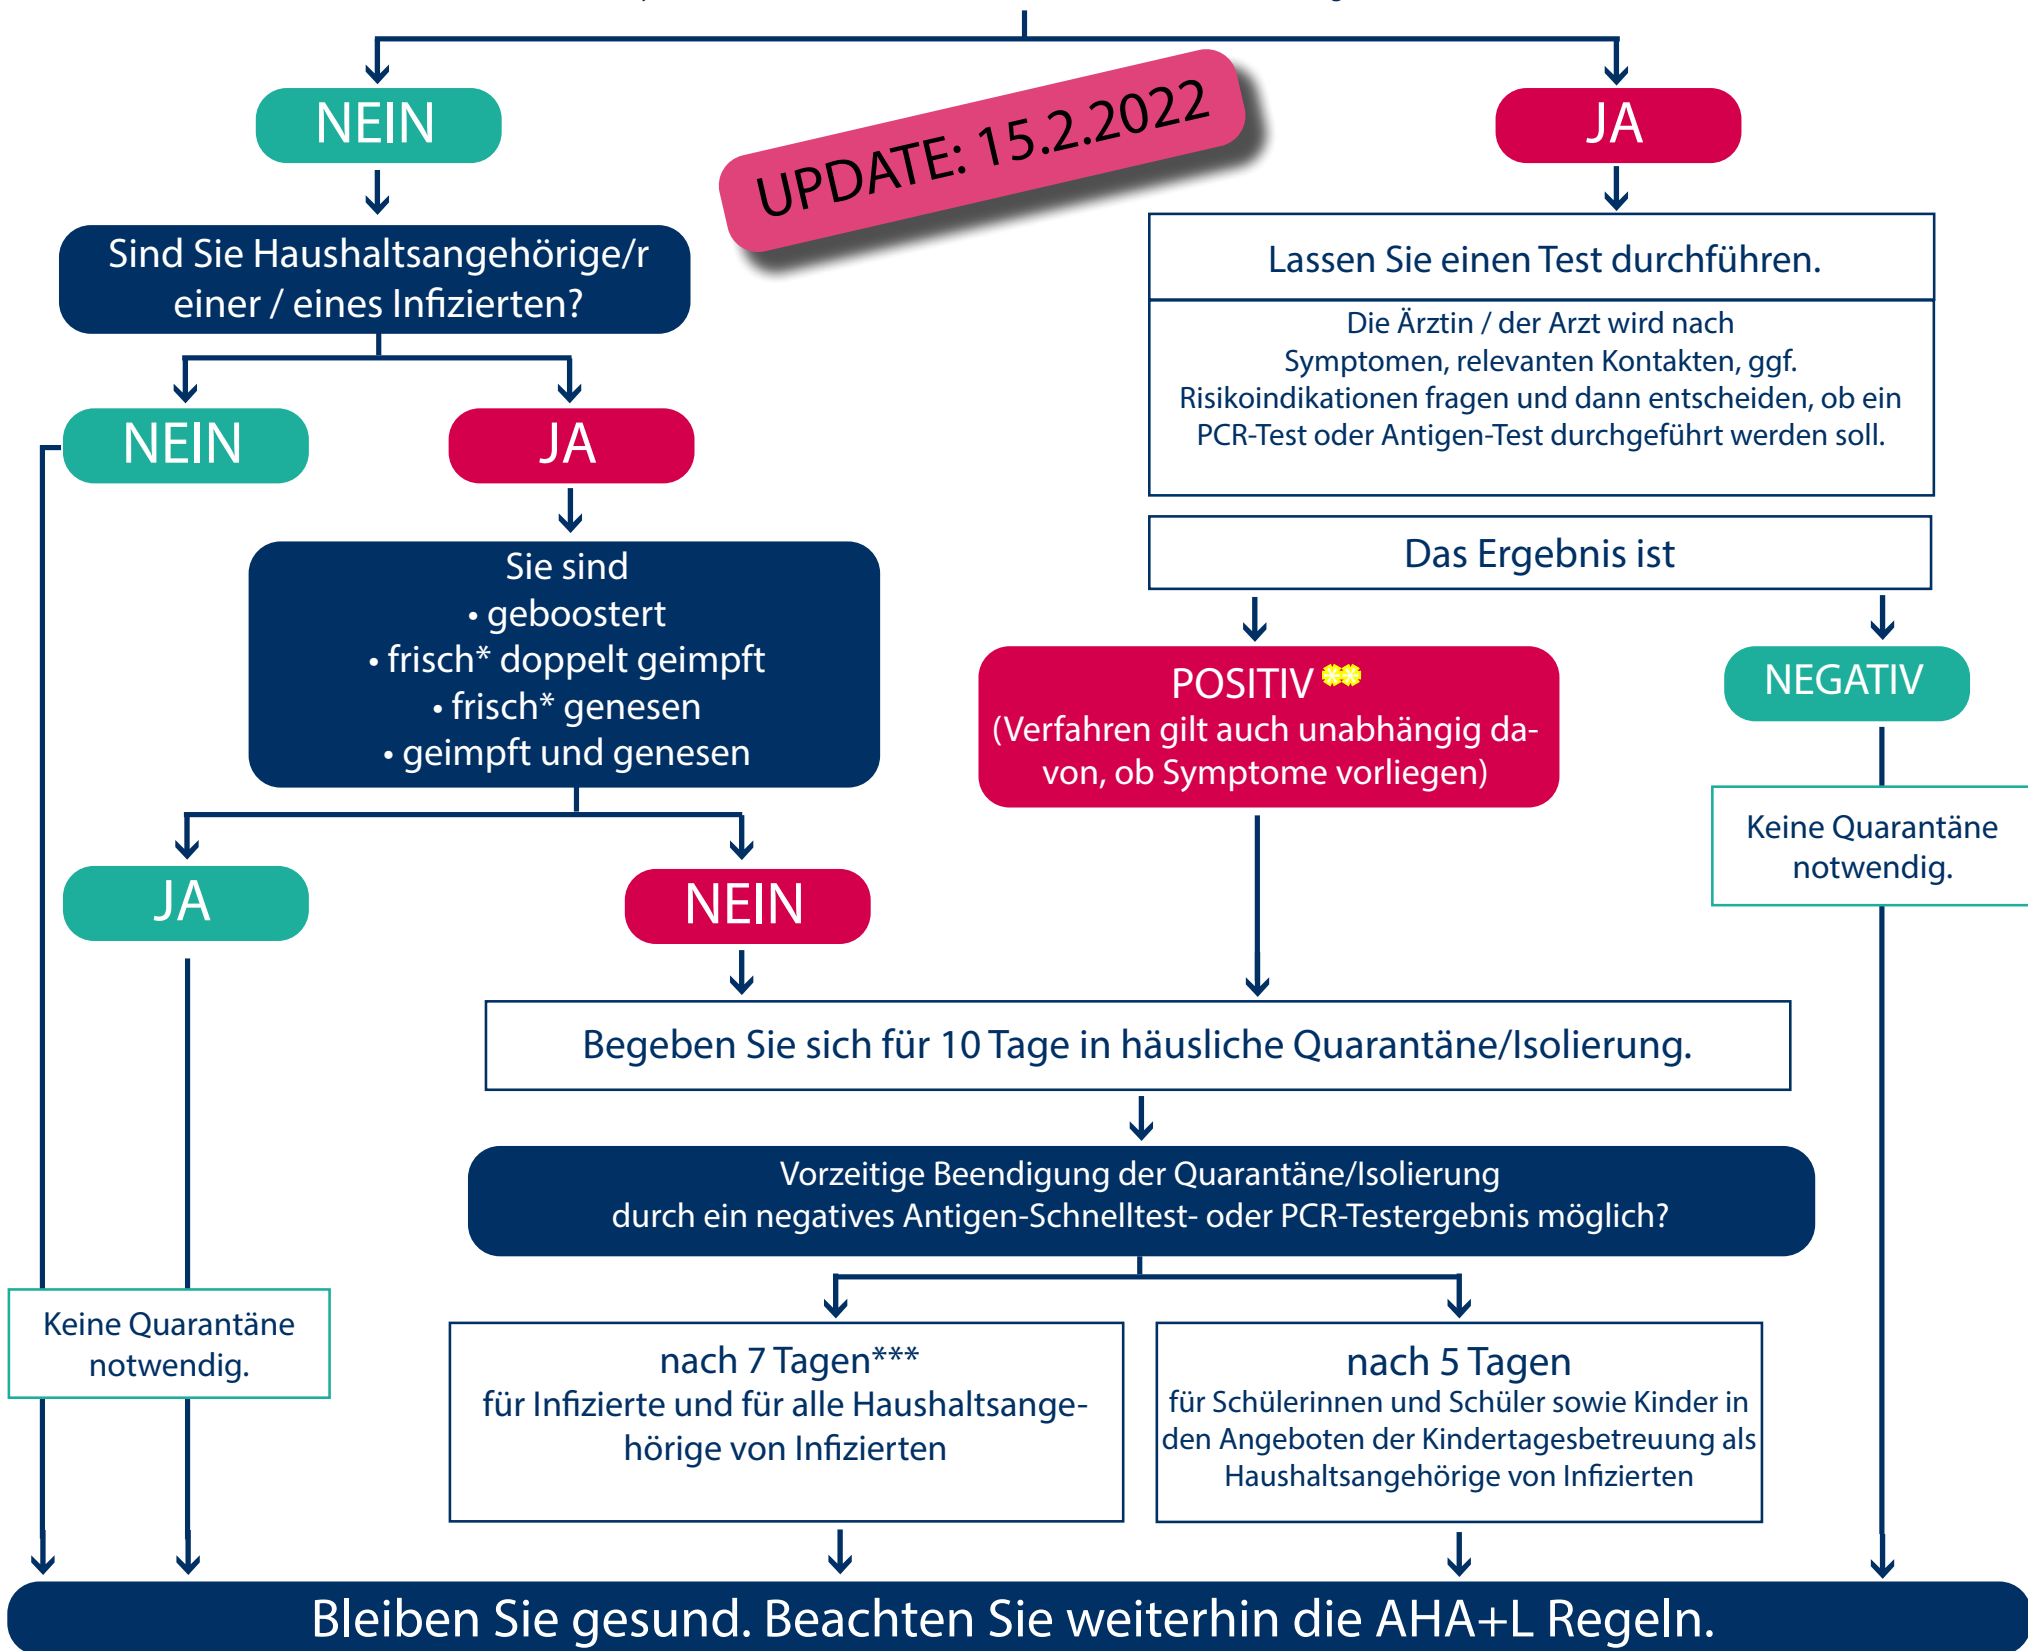 NEIN
JA
UPDATE: 15.2.2022
Sind Sie Haushaltsangehörige/r
einer / eines Infizierten?
NEIN
JA
Lassen Sie einen Test durchführen.
Die Ärztin / der Arzt wird nach
Symptomen, relevanten Kontakten, ggf.
Risikoindikationen fragen und dann entscheiden, ob ein
PCR-Test oder Antigen-Test durchgeführt werden soll.
Das Ergebnis ist
Sie sind
• geboostert
• frisch* doppelt geimpft
• frisch* genesen
• geimpft und genesen
POSITIV **
(Verfahren gilt auch unabhängig da-
von, ob Symptome vorliegen)
NEGATIV
Keine Quarantäne
notwendig.
JA
NEIN
Begeben Sie sich für 10 Tage in häusliche Quarantäne/Isolierung.
Vorzeitige Beendigung der Quarantäne/Isolierung
durch ein negatives Antigen-Schnelltest- oder PCR-Testergebnis möglich?
Keine Quarantäne
notwendig.
nach 7 Tagen***
für Infizierte und für alle Haushaltsange-
hörige von Infizierten
nach 5 Tagen
für Schülerinnen und Schüler sowie Kinder in
den Angeboten der Kindertagesbetreuung als
Haushaltsangehörige von Infizierten
Bleiben Sie gesund. Beachten Sie weiterhin die AHA+L Regeln.